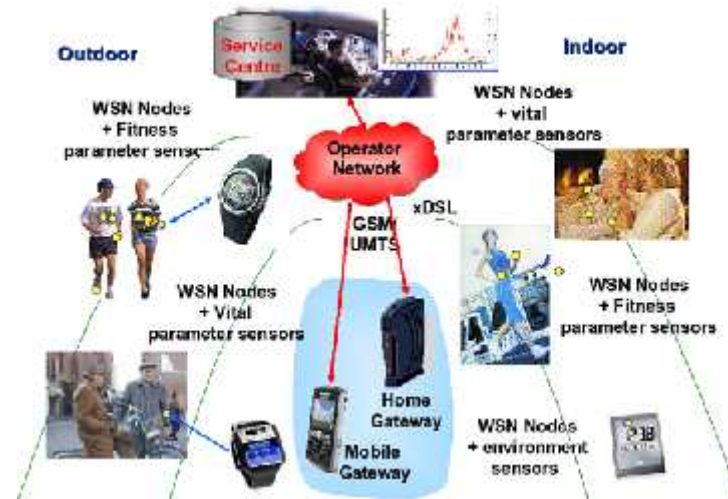 Outdoor
Service
Centre
Indoor
WSN Nodes
+ Fitness
parameter sensor
WSN Nodes
+ vital
parameter sensors
Operator
Network
xDSL
GSM/
UMTS
WSN Nodes
+ Vital
parameter sensors
WSN Nodes
+ Fitness
parameter sensors
Home
Gateway
Mobile
Gateway
WSN Nodes
+ environment
sensors